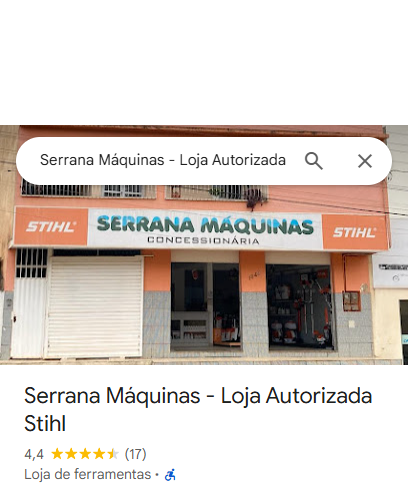 Serrana Máquinas - Loja Autorizada
STIHL
SERRANA MÁQUINAS
CONCESSIONÁRIA
STIHL
Serrana Máquinas - Loja Autorizada
Stihl
4,4 (17)
Loja de ferramentas ·